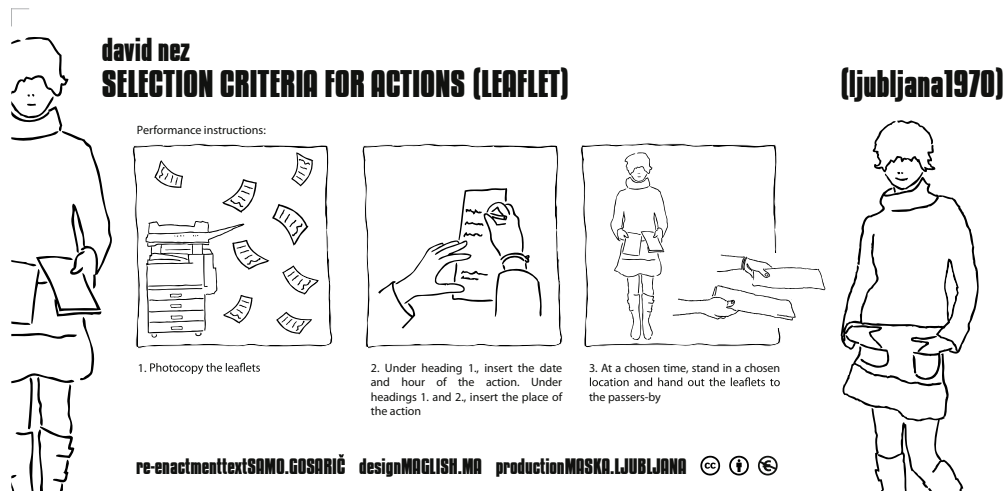 david nez
SELECTION CRITERIA FOR ACTIONS (LEAFLET)
(ljubljana1970)
Performance instructions:
1. Photocopy the leaflets
2. Under heading 1., insert the date
and hour of the action. Under
headings 1. and 2., insert the place of
the action
3. At a chosen time, stand in a chosen
location and hand out the leaflets to
the passers-by
re-enactmenttextSAMO.GOSARIČ designMAGLISH.MA productionMASKA.LJUBLJANA
cc